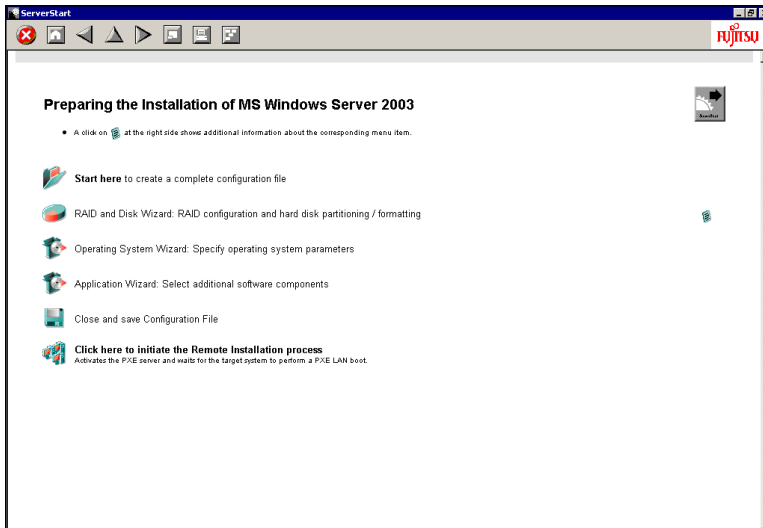 ServerStart
FUJITSU
Preparing the Installation of MS Windows Server 2003
ServerStart
• A click on at the right side shows additional information about the corresponding menu item.
Start here to create a complete configuration file
RAID and Disk Wizard: RAID configuration and hard disk partitioning / formatting
Operating System Wizard: Specify operating system parameters
Application Wizard: Select additional software components
Close and save Configuration File
Click here to initiate the Remote Installation process
Activates the PXE server and waits for the target system to perform a PXE LAN boot.